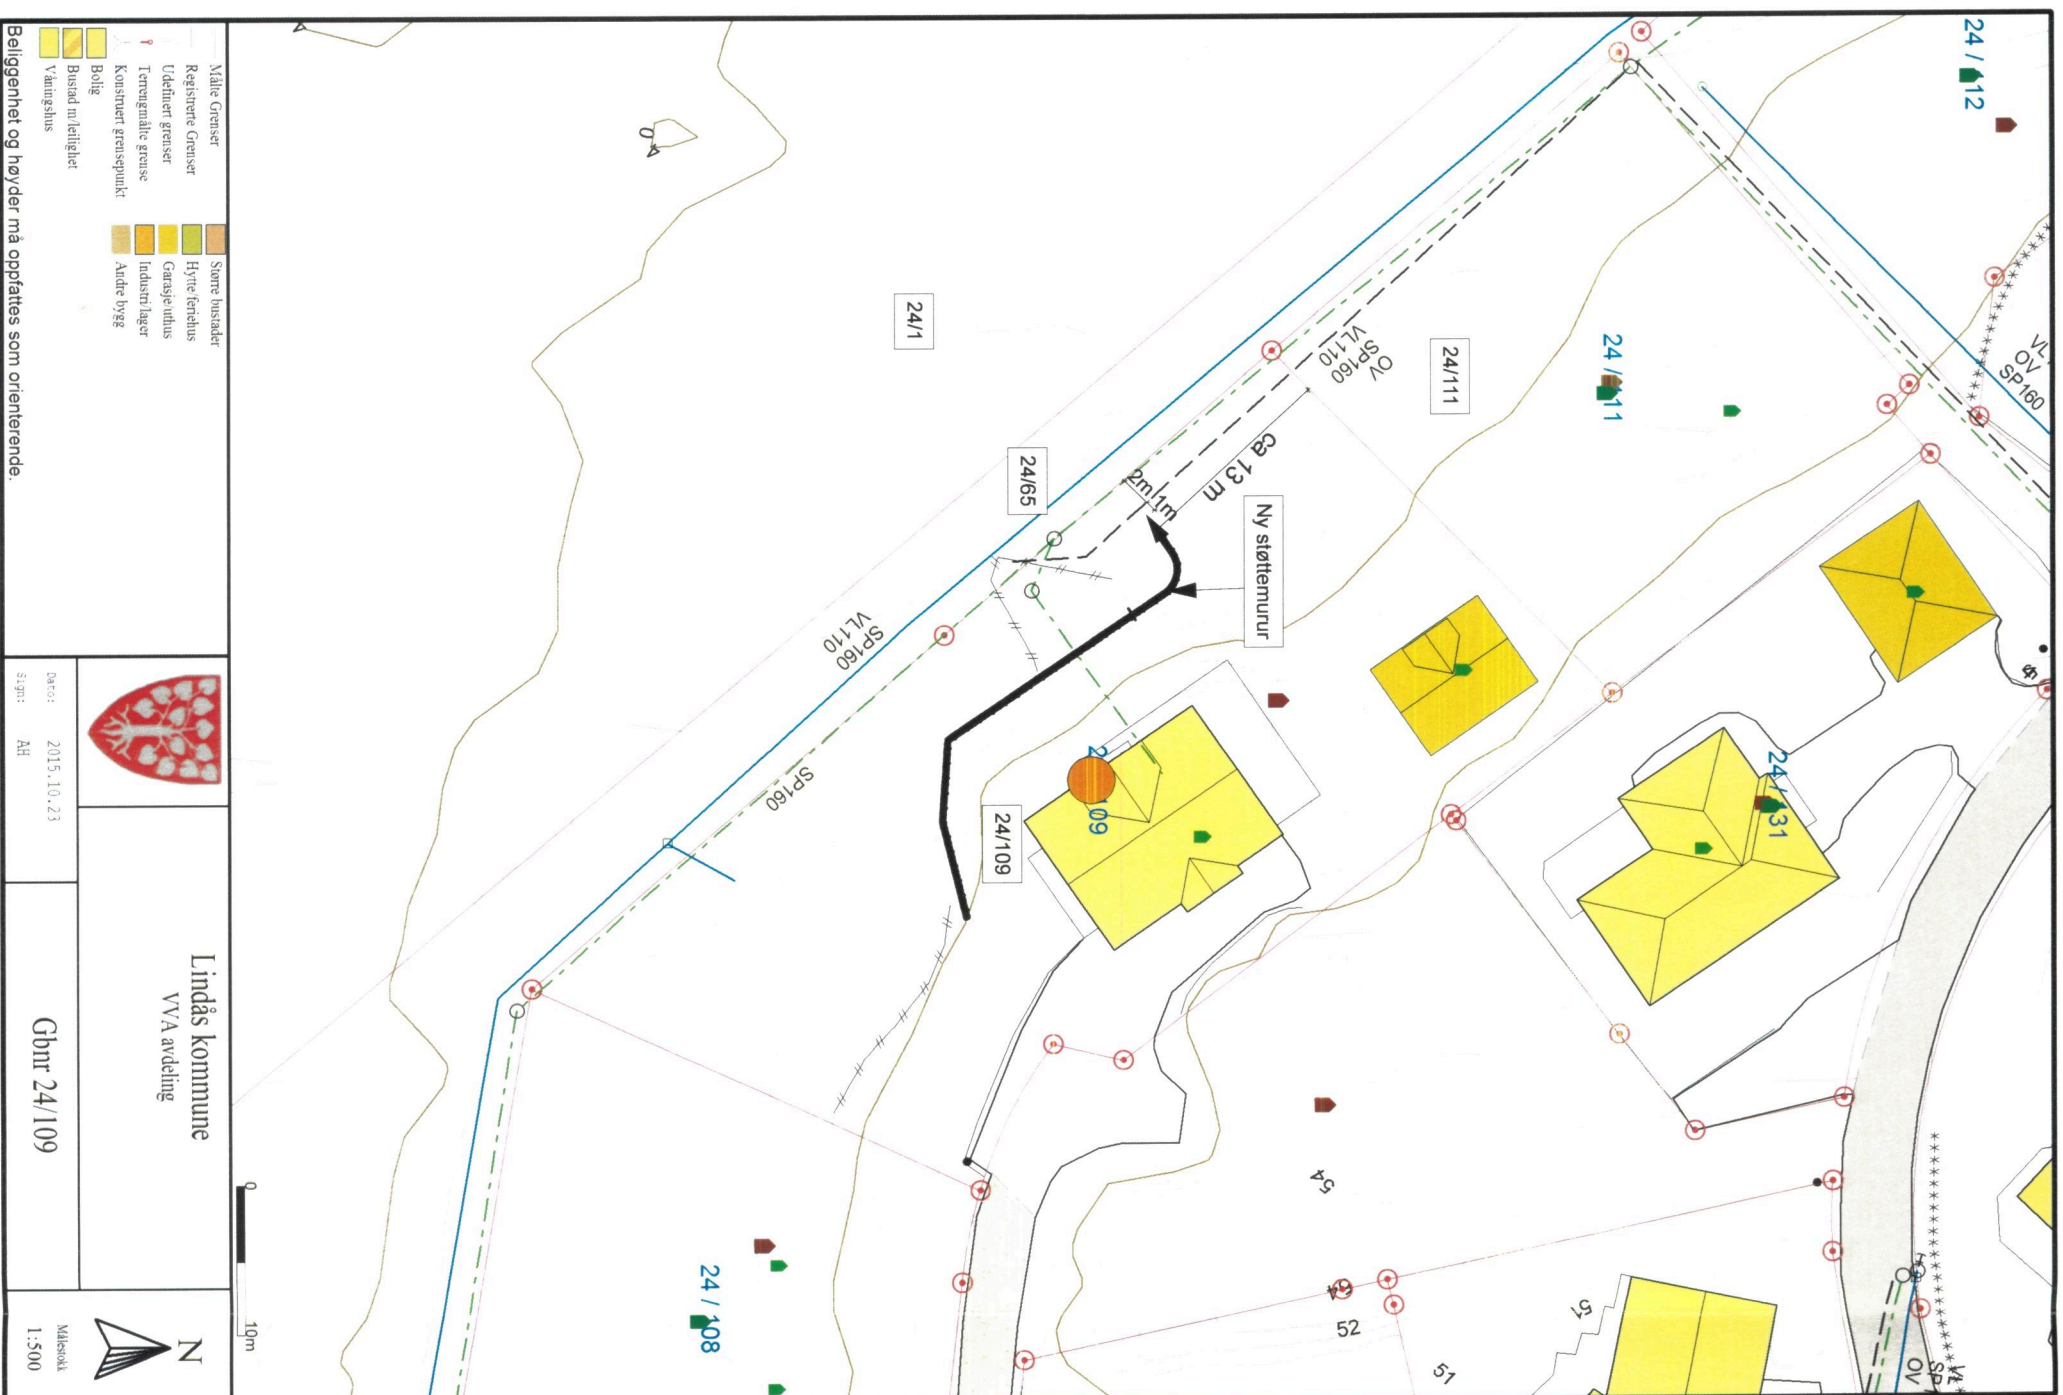 24 / 112
VL
OV
SP160
24 / 111
24/111
OV
SP160
VL110
24/1
ca 13 m
2m
1m
24/65
Ny støttemurur
SP160
VL110
SP160
24/109
24 / 131
54
54
52
51
51
24 / 108
OV
0
10m
Målte Grenser
Registrerte Grenser
Udefinert grenser
Terrengmålte grense
Konstruert grensepunkt
Bolig
Bustad m/leilighet
Våningshus
Større bustader
Hytte/feriehus
Garasje/uthus
Industri/lager
Andre bygg
Beliggenhet og høyder må oppfattes som orienterende.
Dato: 2015.10.23
Sign: AH
Lindås kommune
VVA avdeling
Gbnr 24/109
N
Målestokk
1:500